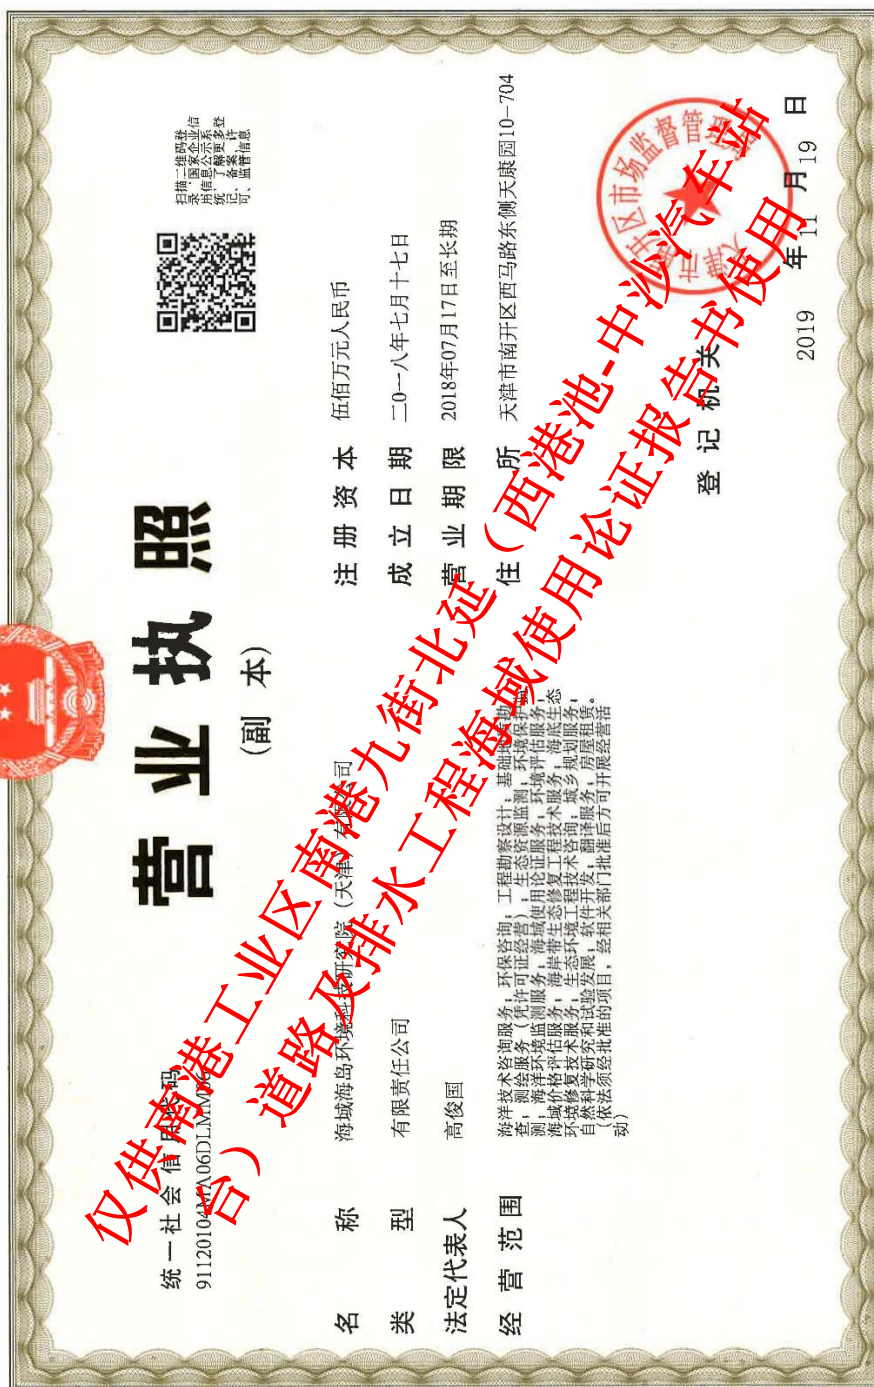 营业执照
(副 本)
扫描二维码登
录“国家企业信
用信息公示系
统”了解更多登
记、备案、许
可、监管信息
统一社会信用代码
91120104MA06DLMM
名 称 海域海岛环境科技研究院（天津）有限公司
类 型 有限责任公司
法定代表人 高俊国
经营范围 海洋技术咨询服务；环保咨询；工程勘察设计；基础地质勘
查；测绘服务（凭许可证经营）；生态资源监测；环境保护监
测；海洋环境监测服务；海域使用论证服务；环境评估服务；
海域价格评估服务；海岸带生态修复工程技术服务；海底生态
环境修复技术服务；生态环境工程技术咨询；城乡规划服务；
自然科学研究和试验发展；软件开发；翻译服务；房屋租赁。
（依法须经批准的项目，经相关部门批准后方可开展经营活
动）
注册资本 伍佰万元人民币
成立日期 二0一八年七月十七日
营业期限 2018年07月17日至长期
住 所 天津市南开区西马路东侧天康园10-704
登记机关
天津市南开区市场监督管理局
2019 年 11 月 19 日
仅供南港工业区南港九街北延（西港池-中沙汽车站
台）道路及排水工程海域使用论证报告书使用